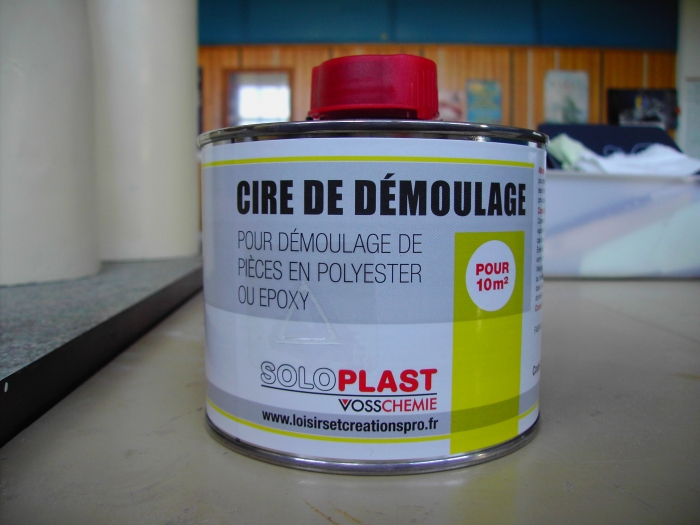 CIRE DE DÉMOULAGE
POUR DÉMOULAGE DE
PIÈCES EN POLYESTER
OU EPOXY
POUR
10m²
SOLOPLAST
VOSSCHEMIE
www.loisirsetcreationspro.fr